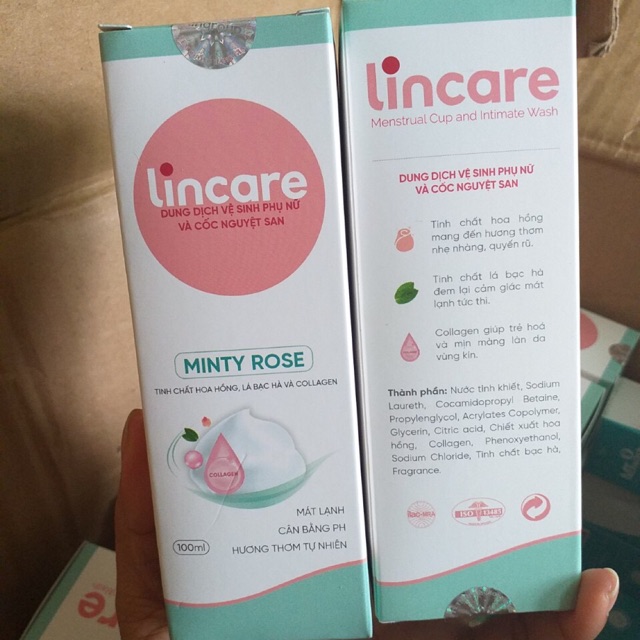 lincare
DUNG DỊCH VỆ SINH PHỤ NỮ
VÀ CỐC NGUYỆT SAN
MINTY ROSE
TINH CHẤT HOA HỒNG, LÁ BẠC HÀ VÀ COLLAGEN
COLLAGEN
MÁT LẠNH
CÂN BẰNG PH
HƯƠNG THƠM TỰ NHIÊN
100ml
lincare
Menstrual Cup and Intimate Wash
DUNG DỊCH VỆ SINH PHỤ NỮ
VÀ CỐC NGUYỆT SAN
Tinh chất hoa hồng
mang đến hương thơm
nhẹ nhàng, quyến rũ.
Tinh chất lá bạc hà
đem lại cảm giác mát
lạnh tức thì.
Collagen giúp trẻ hoá
và mịn màng làn da
vùng kín.
Thành phần: Nước tinh khiết, Sodium
Laureth, Cocamidopropyl Betaine,
Propylenglycol, Acrylates Copolymer,
Glycerin, Citric acid, Chiết xuất hoa
hồng, Collagen, Phenoxyethanol,
Sodium Chloride, Tinh chất bạc hà,
Fragrance.
ilac-MRA
ISO 13485